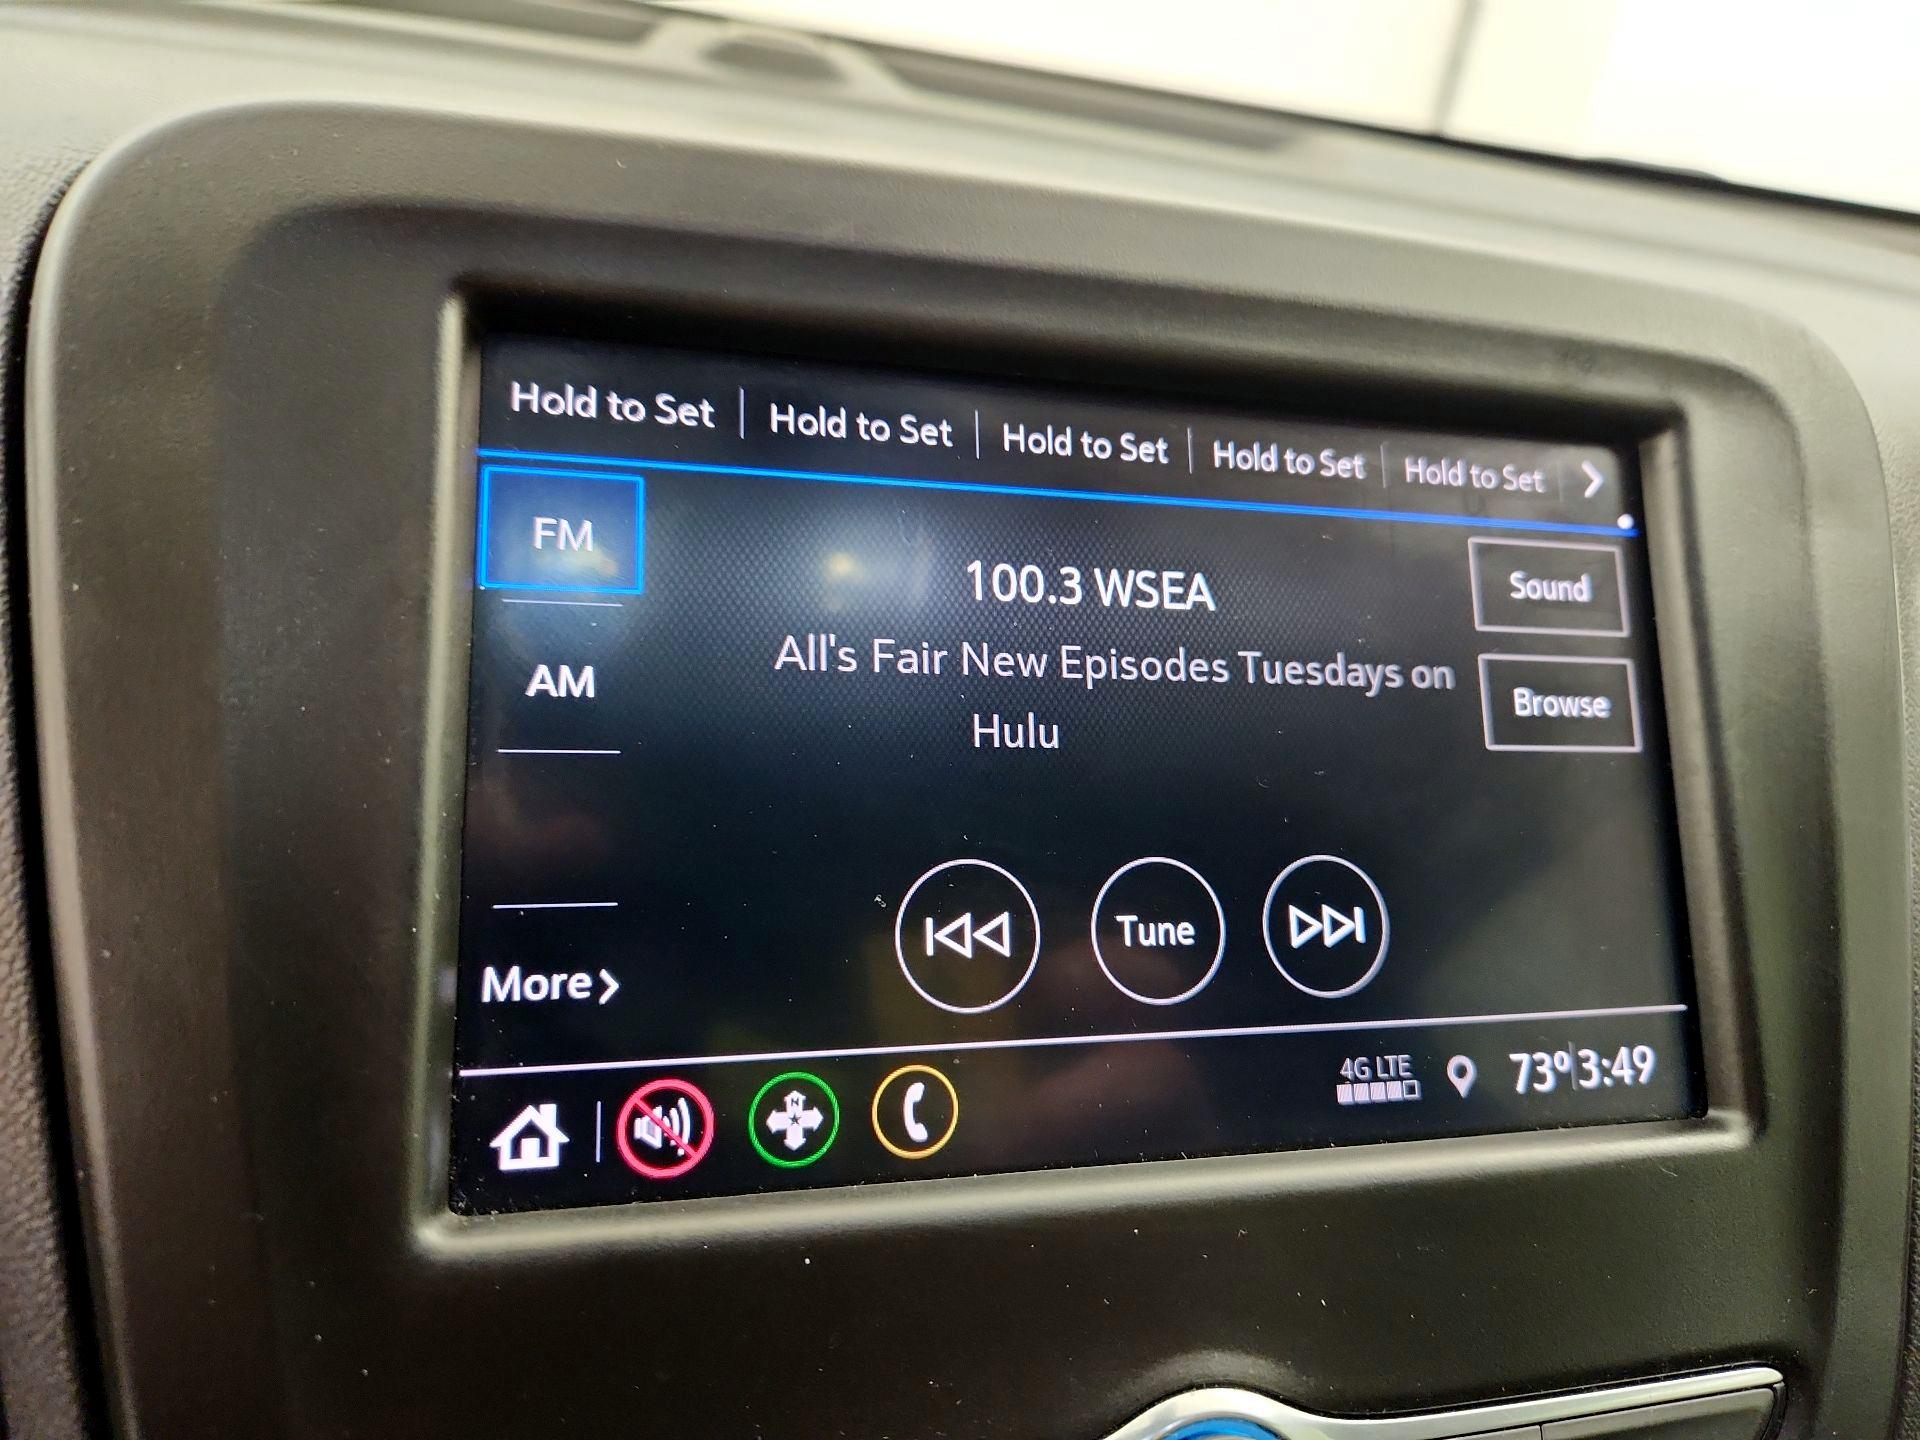 Hold to Set Hold to Set Hold to Set Hold to Set Hold to Set
FM
100.3 WSEA
Sound
All's Fair New Episodes Tuesdays on
Hulu
AM
Browse
Tune
More
4G LTE
73°
3:49
N